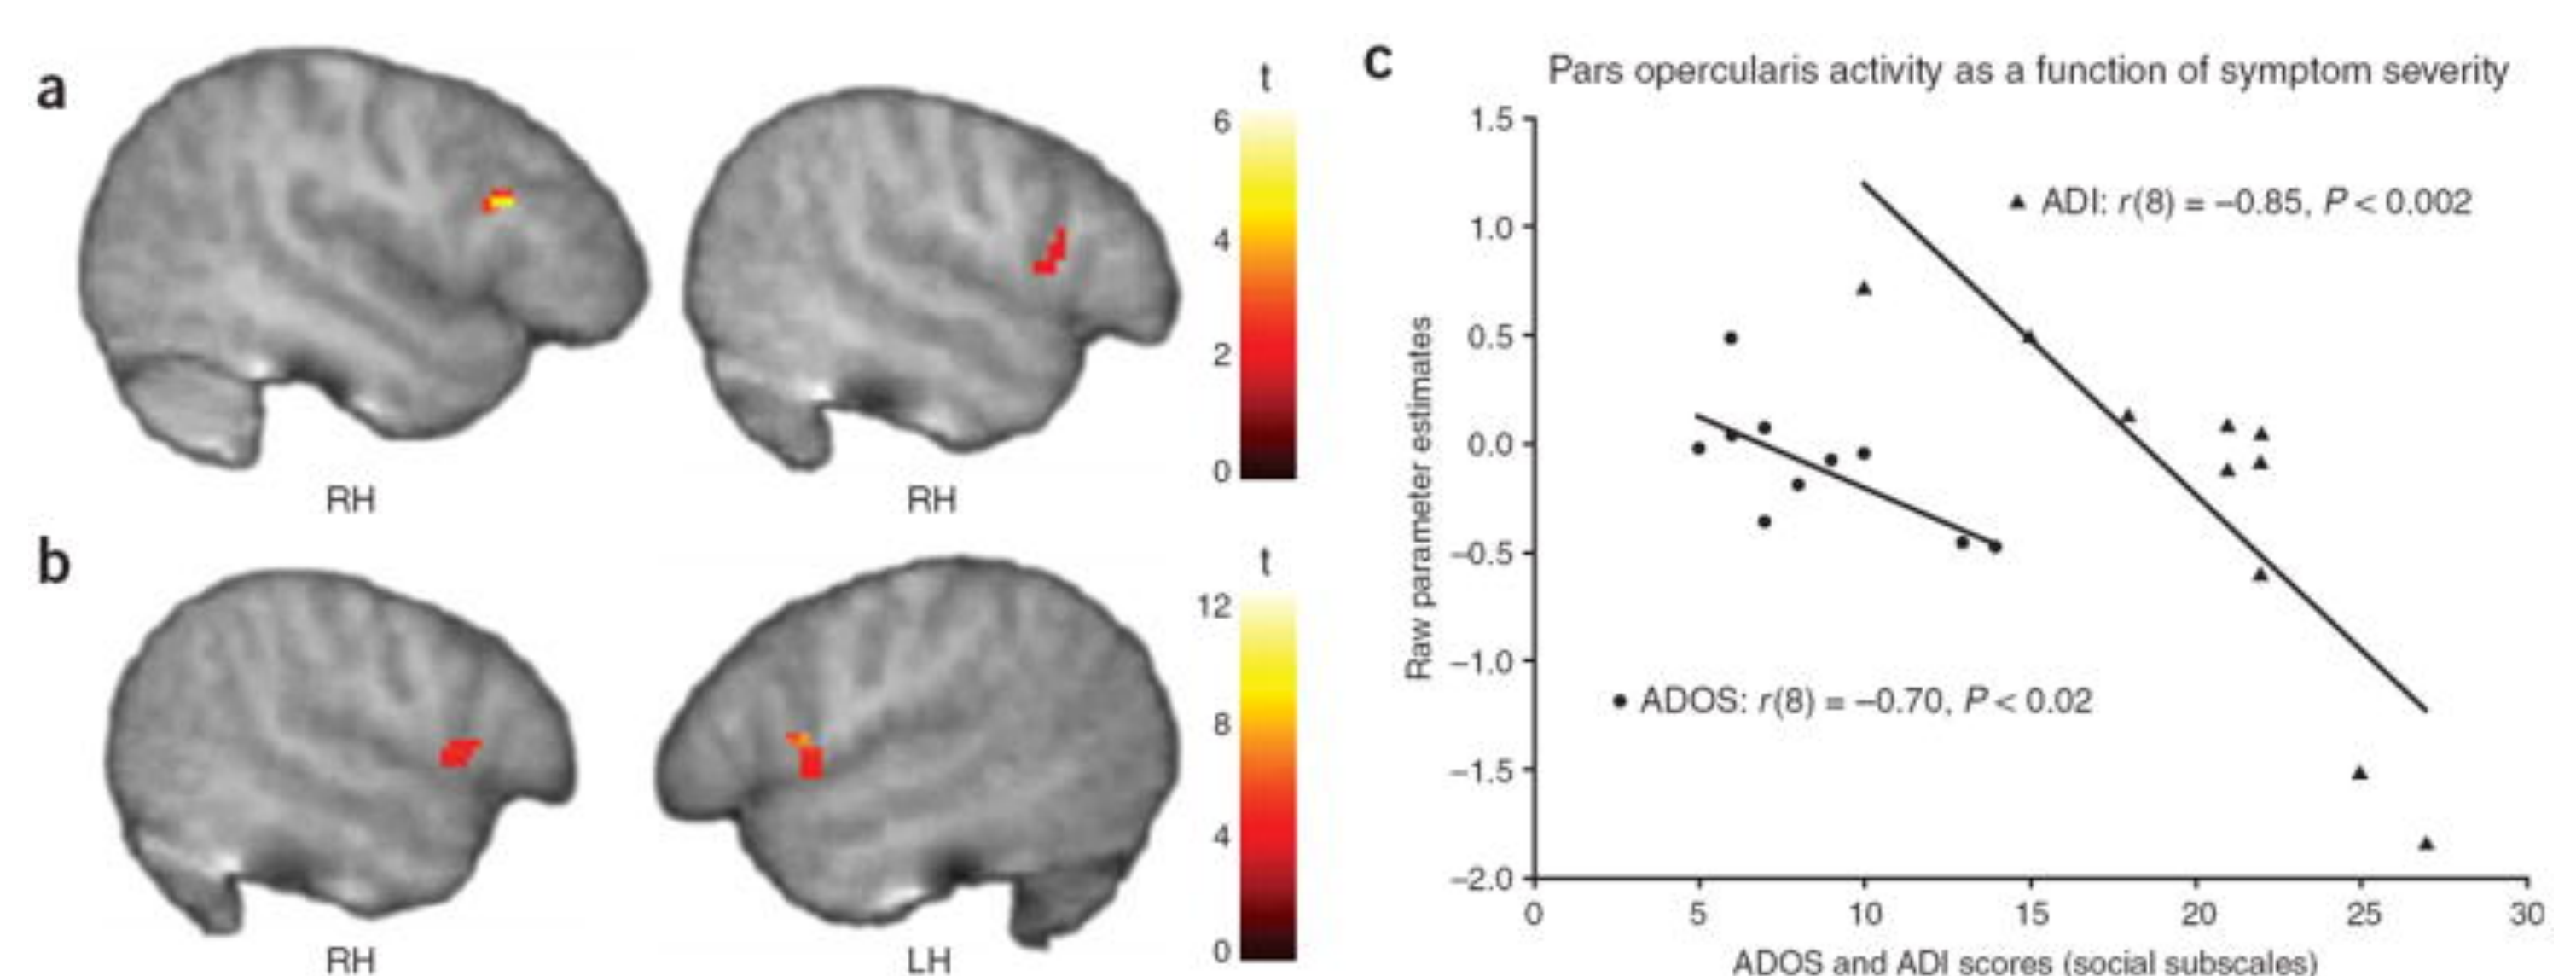 a
RH
RH
t
6
4
2
0
b
RH
LH
t
12
8
4
0
c
Pars opercularis activity as a function of symptom severity
Raw parameter estimates
1.5
1.0
0.5
0.0
−0.5
−1.0
−1.5
−2.0
▲ ADI: r(8) = −0.85, P < 0.002
● ADOS: r(8) = −0.70, P < 0.02
0 5 10 15 20 25 30
ADOS and ADI scores (social subscales)